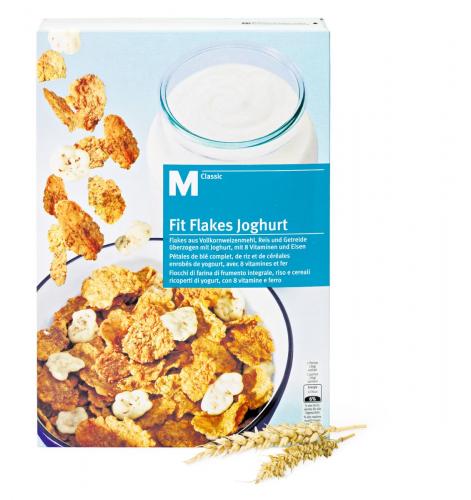 M
Classic
Fit Flakes Joghurt
Flakes aus Vollkornweizenmehl, Reis und Getreide
überzogen mit Joghurt, mit 8 Vitaminen und Eisen
Pétales de blé complet, de riz et de céréales
enrobés de yogourt, avec 8 vitamines et fer
Fiocchi di farina di frumento integrale, riso e cereali
ricoperti di yogurt, con 8 vitamine e ferro